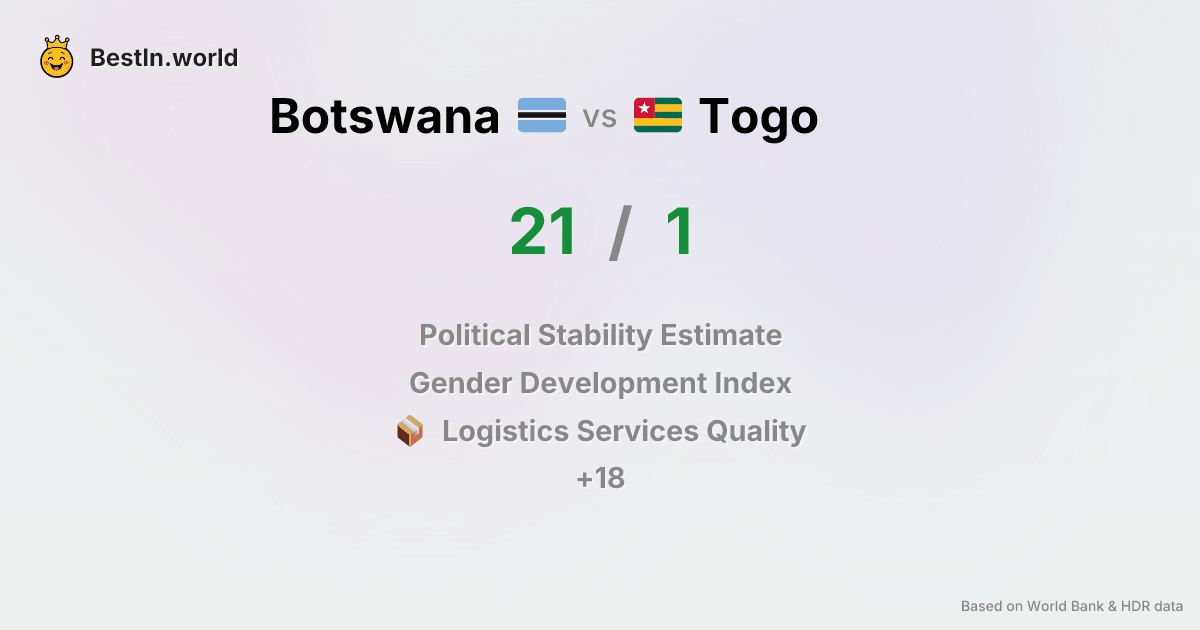 BestIn.world
Botswana vs Togo
21 / 1
Political Stability Estimate
Gender Development Index
Logistics Services Quality
+18
Based on World Bank & HDR data